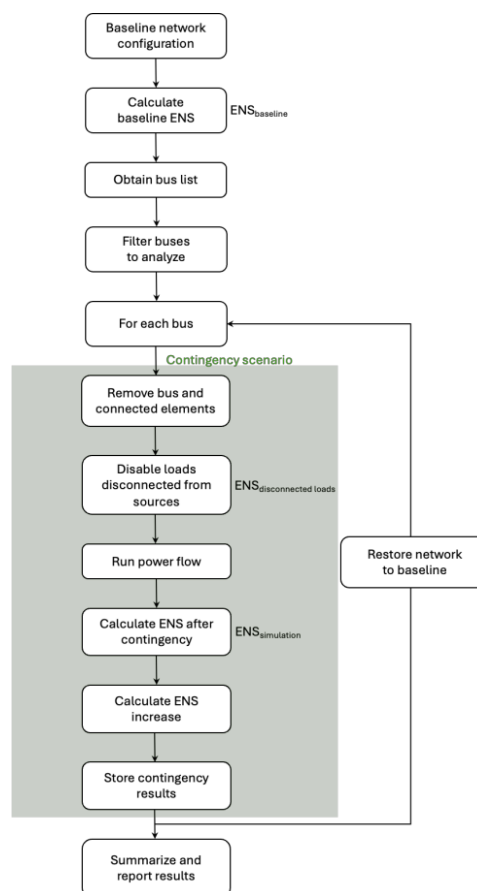 Baseline network
configuration
Calculate
baseline ENS
ENSbaseline
Obtain bus list
Filter buses
to analyze
For each bus
Contingency scenario
Remove bus and
connected elements
Disable loads
disconnected from
sources
ENSdisconnected loads
Run power flow
Restore network
to baseline
Calculate ENS after
contingency
ENSsimulation
Calculate ENS
increase
Store contingency
results
Summarize and
report results